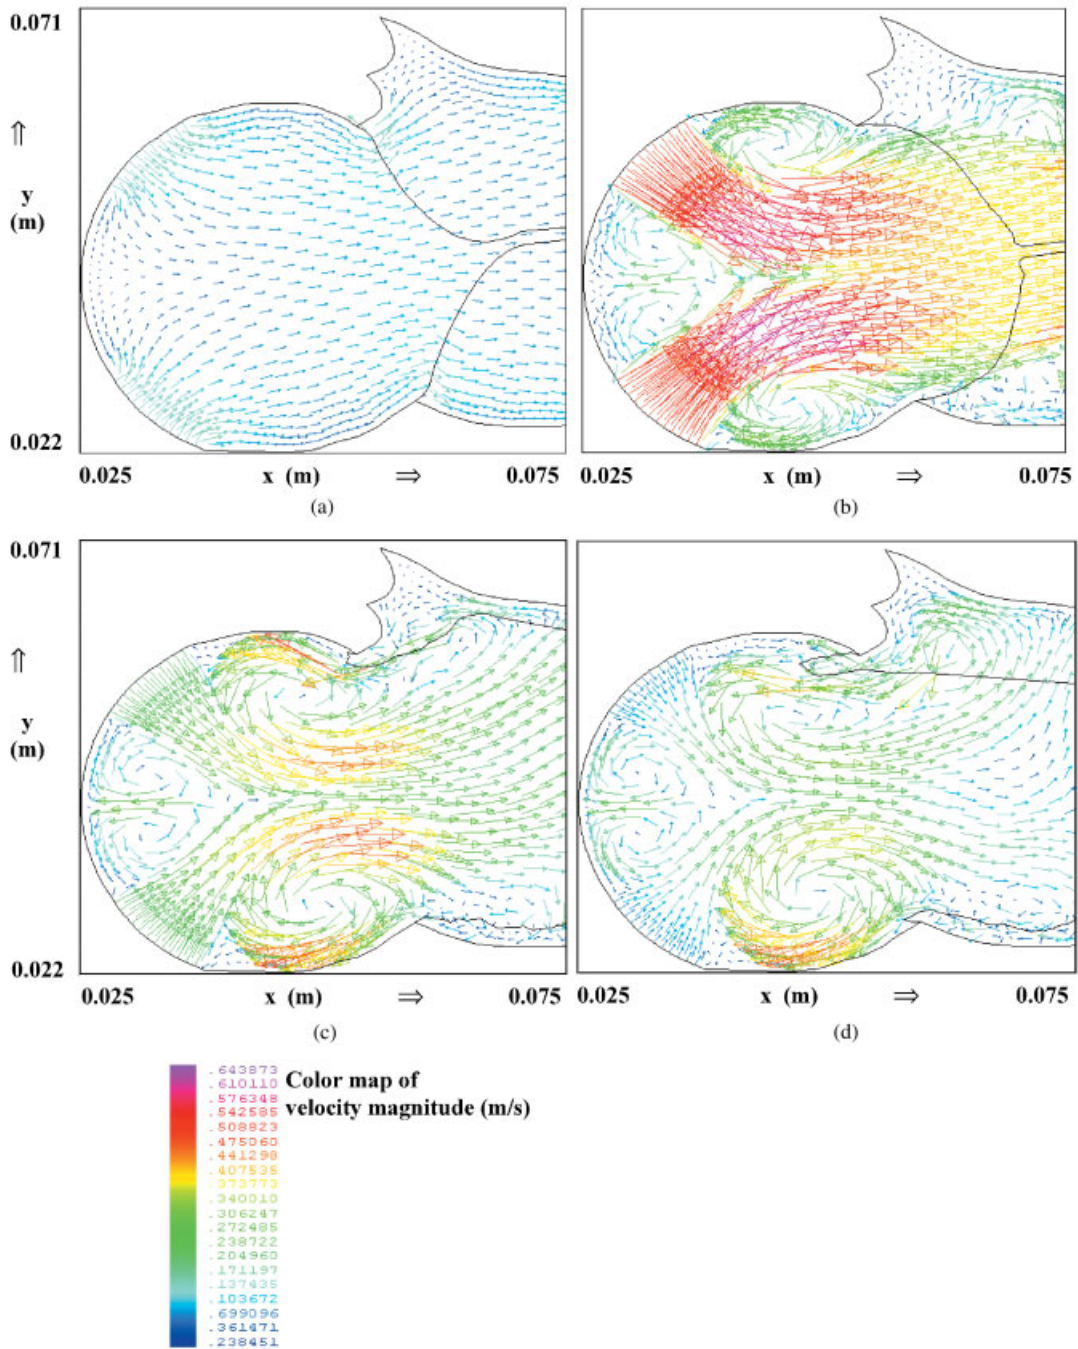 0.071
⇑
y
(m)
0.022
0.025 x (m) ⇒ 0.075
(a)
x (m) ⇒ 0.075
(b)
0.071
⇑
y
(m)
0.022
0.025 x (m) ⇒ 0.075
(c)
0.025 x (m) ⇒ 0.075
(d)
Color map of
velocity magnitude (m/s)
.643873
.610110
.576348
.542585
.508823
.475060
.441298
.407535
.373773
.340010
.306247
.272485
.238722
.204960
.171197
.137435
.103672
.699096
.361471
.238451